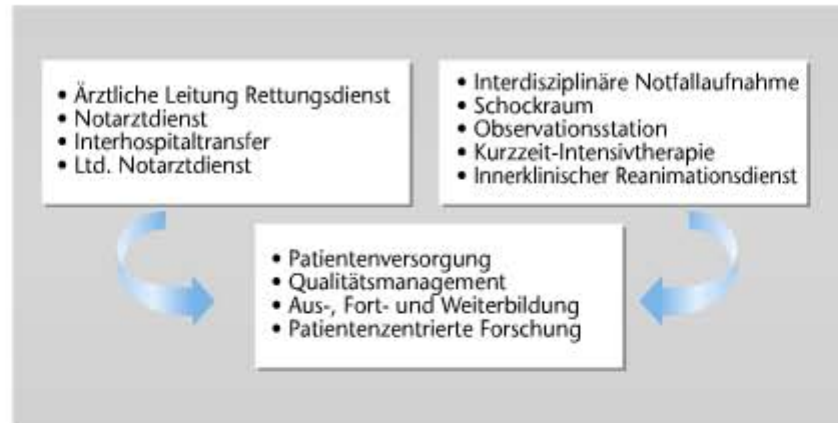 • Ärztliche Leitung Rettungsdienst
• Notarztdienst
• Interhospitaltransfer
• Ltd. Notarztdienst
• Interdisziplinäre Notfallaufnahme
• Schockraum
• Observationsstation
• Kurzzeit-Intensivtherapie
• Innerklinischer Reanimationsdienst
• Patientenversorgung
• Qualitätsmanagement
• Aus-, Fort- und Weiterbildung
• Patientenzentrierte Forschung